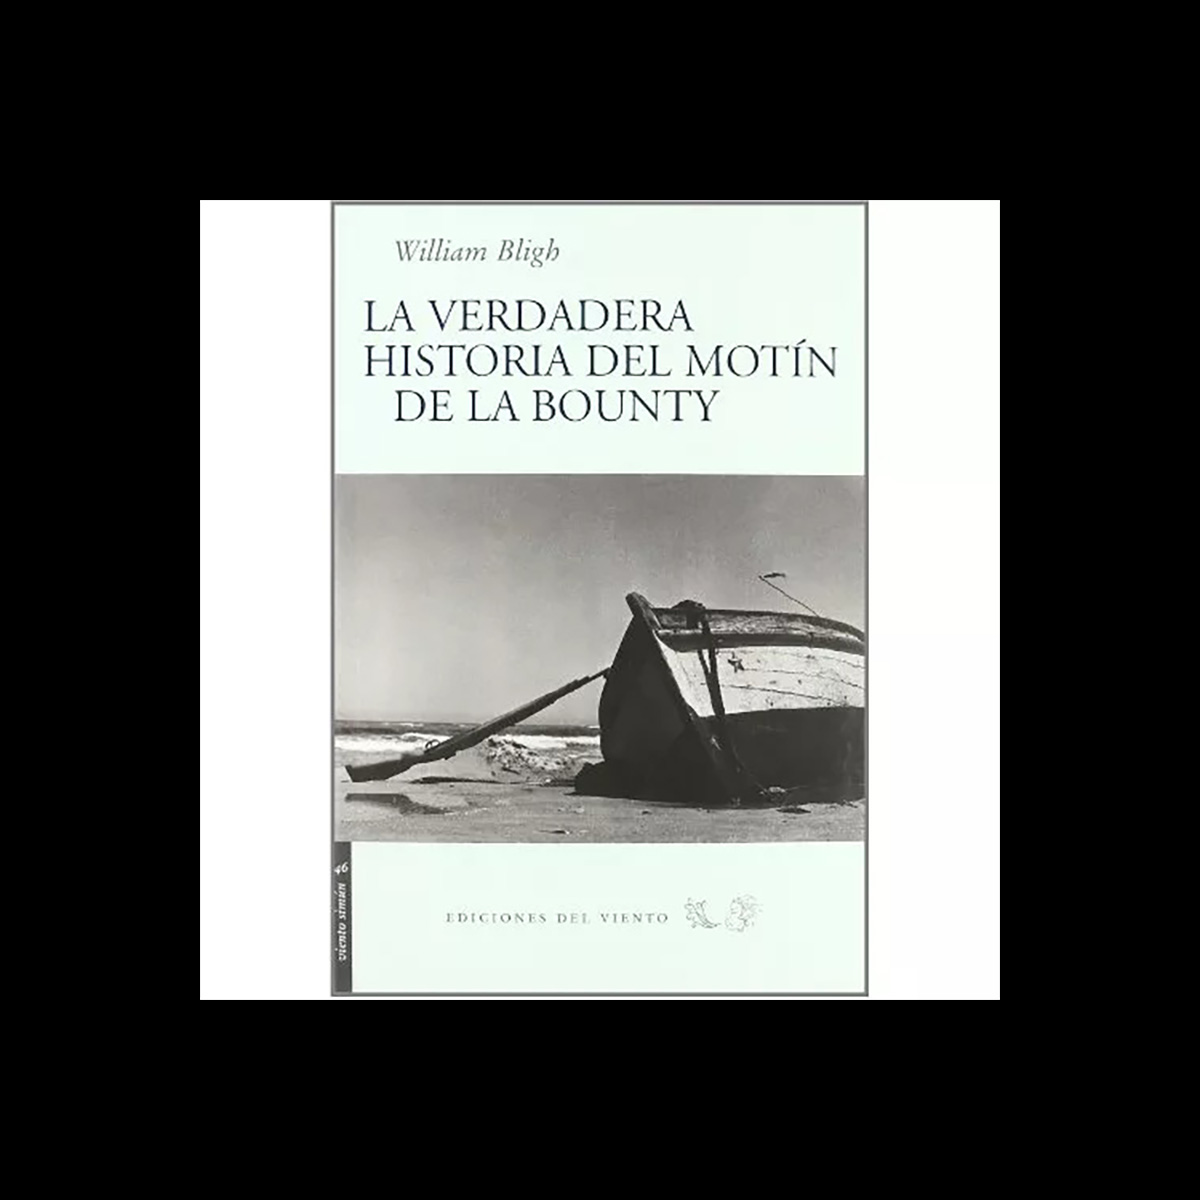 William Bligh
LA VERDADERA
HISTORIA DEL MOTÍN
DE LA BOUNTY
viento simún 46
EDICIONES DEL VIENTO